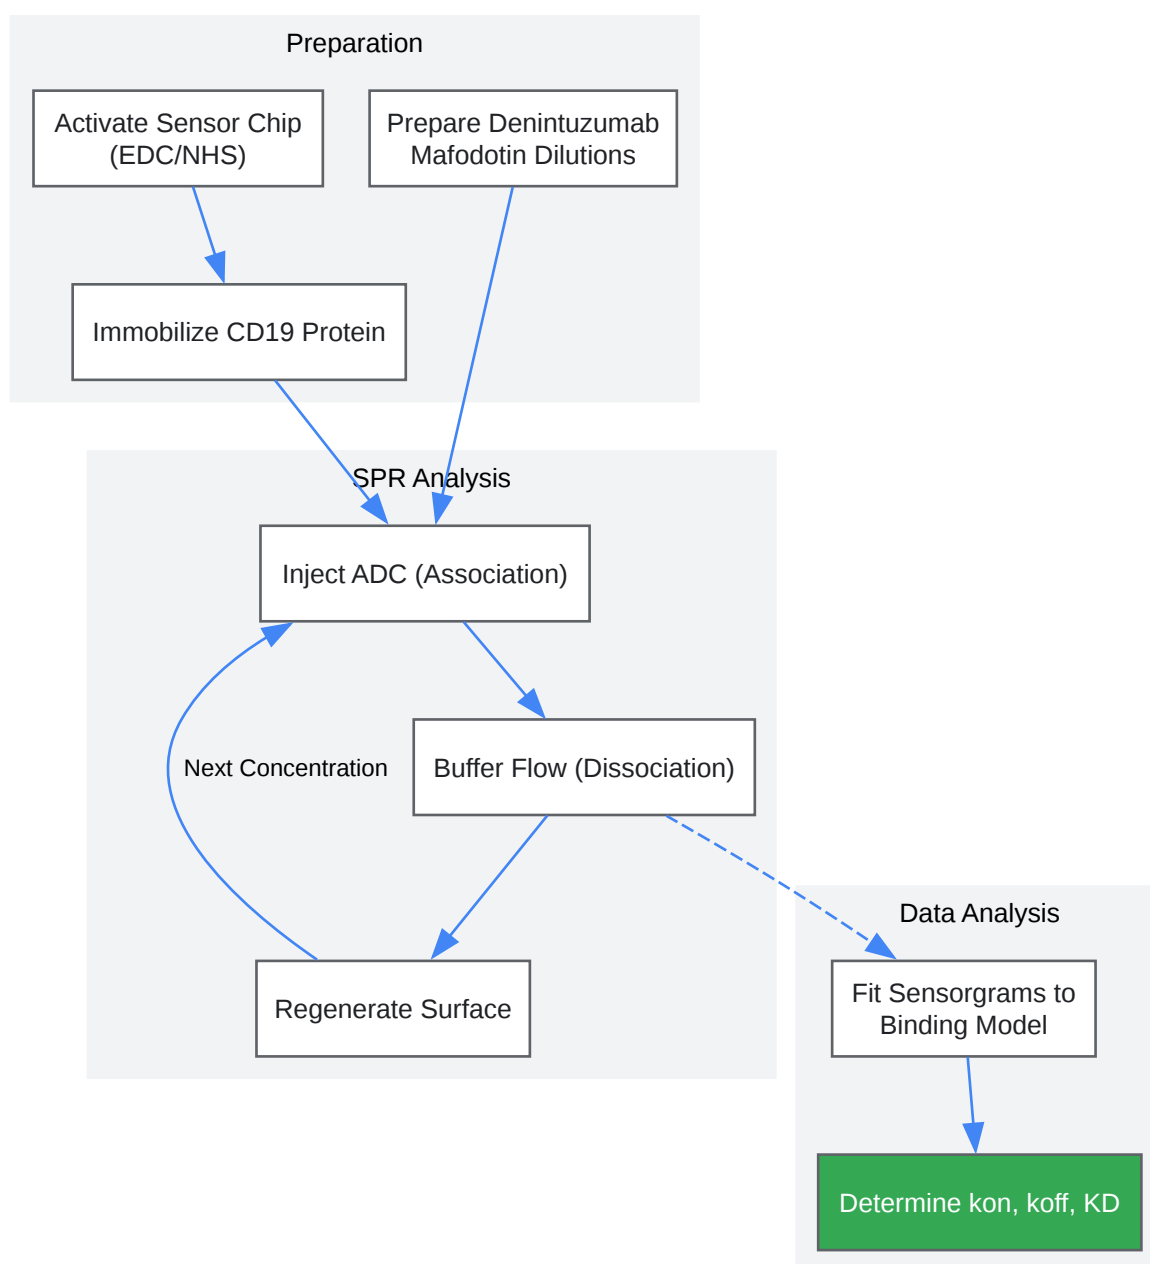 Preparation
Activate Sensor Chip
(EDC/NHS)
Prepare Denintuzumab
Mafodotin Dilutions
Immobilize CD19 Protein
SPR Analysis
Inject ADC (Association)
Next Concentration
Buffer Flow (Dissociation)
Regenerate Surface
Data Analysis
Fit Sensorgrams to
Binding Model
Determine kon, koff, KD